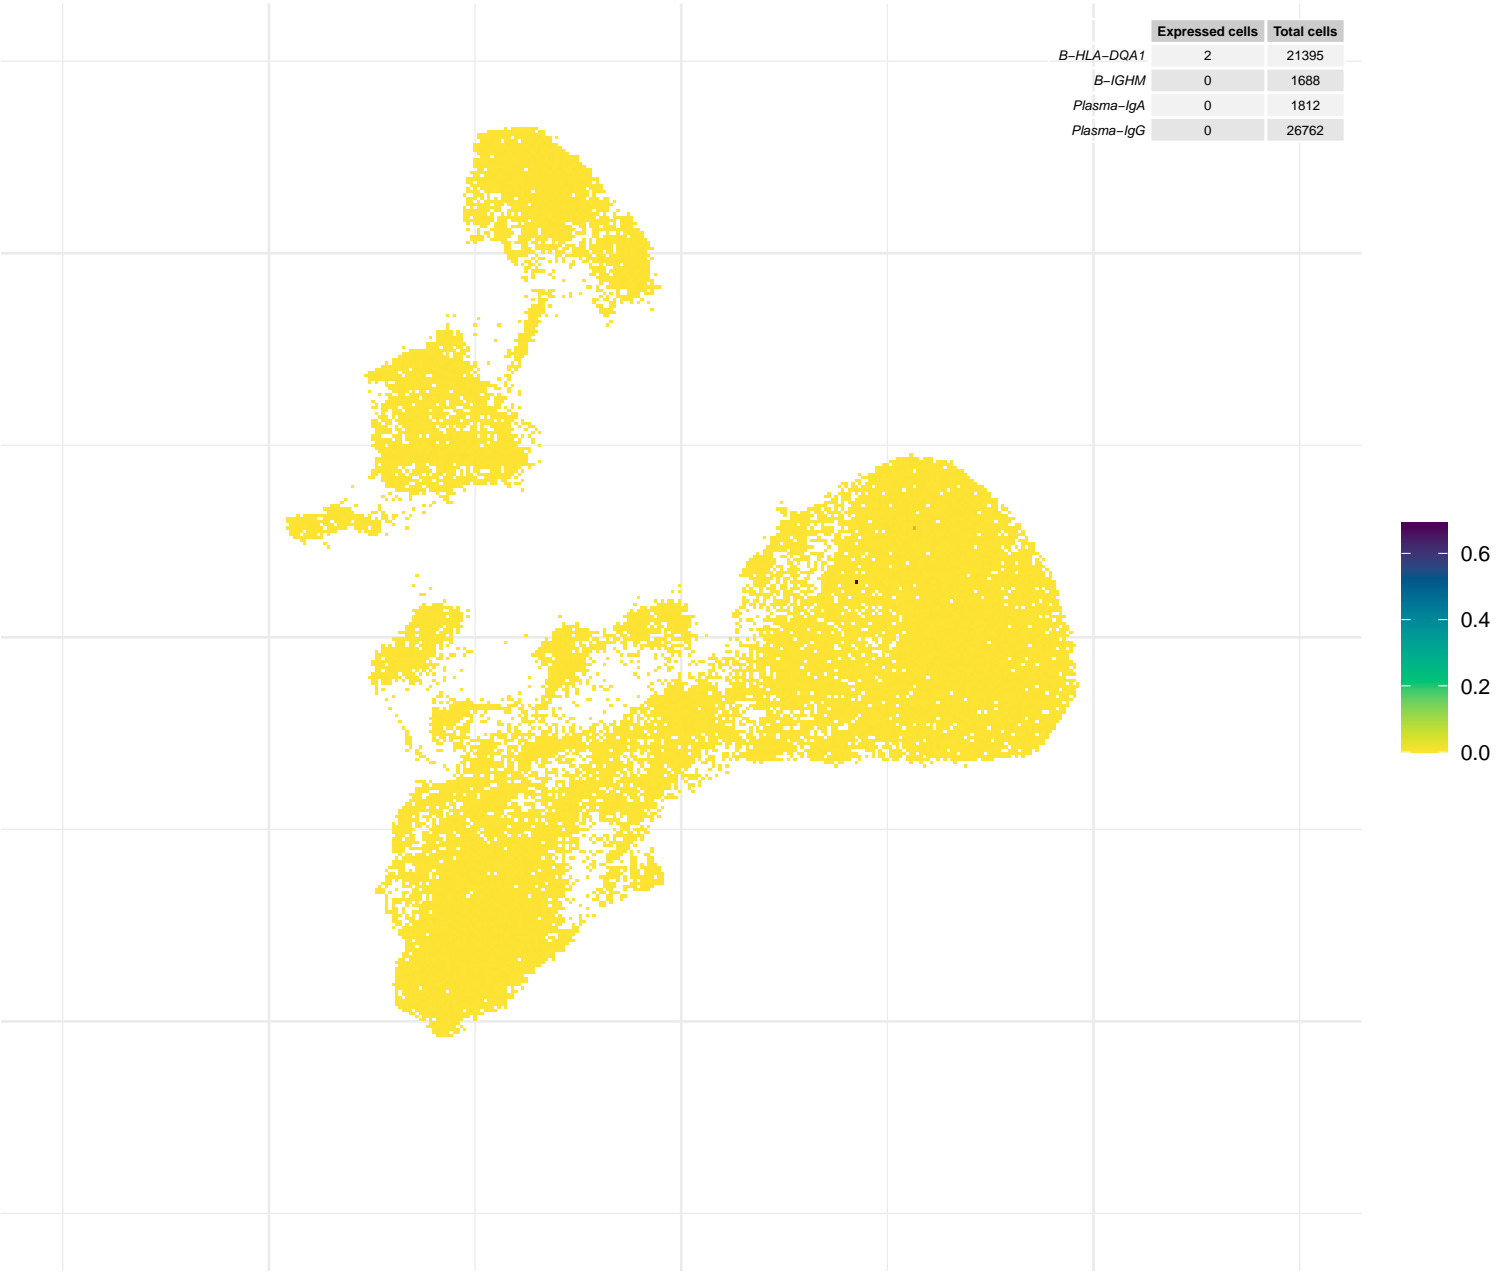 Expressed cells Total cells
B−HLA−DQA1 2 21395
B−IGHM 0 1688
Plasma−IgA 0 1812
Plasma−IgG 0 26762
0.6
0.4
0.2
0.0